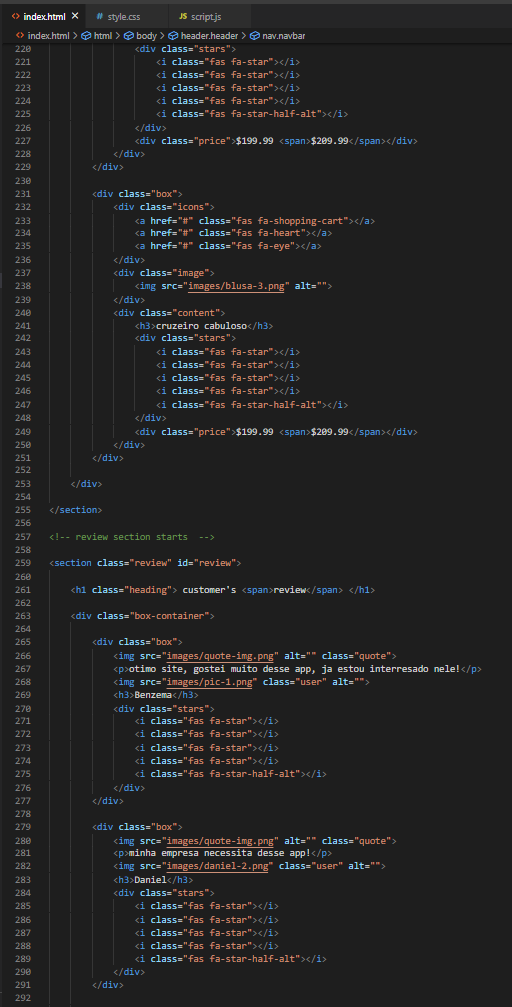 index.html × # style.css JS script.js
index.html > html > body > header.header > nav.navbar
220 <div class="stars">
221 <i class="fas fa-star"></i>
222 <i class="fas fa-star"></i>
223 <i class="fas fa-star"></i>
224 <i class="fas fa-star"></i>
225 <i class="fas fa-star-half-alt"></i>
226 </div>
227 <div class="price">$199.99 <span>$209.99</span></div>
228 </div>
229 </div>
230
231 <div class="box">
232 <div class="icons">
233 <a href="#" class="fas fa-shopping-cart"></a>
234 <a href="#" class="fas fa-heart"></a>
235 <a href="#" class="fas fa-eye"></a>
236 </div>
237 <div class="image">
238 <img src="images/blusa-3.png" alt="">
239 </div>
240 <div class="content">
241 <h3>cruzeiro cabuloso</h3>
242 <div class="stars">
243 <i class="fas fa-star"></i>
244 <i class="fas fa-star"></i>
245 <i class="fas fa-star"></i>
246 <i class="fas fa-star"></i>
247 <i class="fas fa-star-half-alt"></i>
248 </div>
249 <div class="price">$199.99 <span>$209.99</span></div>
250 </div>
251 </div>
252
253 </div>
254
255 </section>
256
257 <!-- review section starts  -->
258
259 <section class="review" id="review">
260
261 <h1 class="heading"> customer's <span>review</span> </h1>
262
263 <div class="box-container">
264
265 <div class="box">
266 <img src="images/quote-img.png" alt="" class="quote">
267 <p>otimo site, gostei muito desse app, ja estou interresado nele!</p>
268 <img src="images/pic-1.png" class="user" alt="">
269 <h3>Benzema</h3>
270 <div class="stars">
271 <i class="fas fa-star"></i>
272 <i class="fas fa-star"></i>
273 <i class="fas fa-star"></i>
274 <i class="fas fa-star"></i>
275 <i class="fas fa-star-half-alt"></i>
276 </div>
277 </div>
278
279 <div class="box">
280 <img src="images/quote-img.png" alt="" class="quote">
281 <p>minha empresa necessita desse app!</p>
282 <img src="images/daniel-2.png" class="user" alt="">
283 <h3>Daniel</h3>
284 <div class="stars">
285 <i class="fas fa-star"></i>
286 <i class="fas fa-star"></i>
287 <i class="fas fa-star"></i>
288 <i class="fas fa-star"></i>
289 <i class="fas fa-star-half-alt"></i>
290 </div>
291 </div>
292